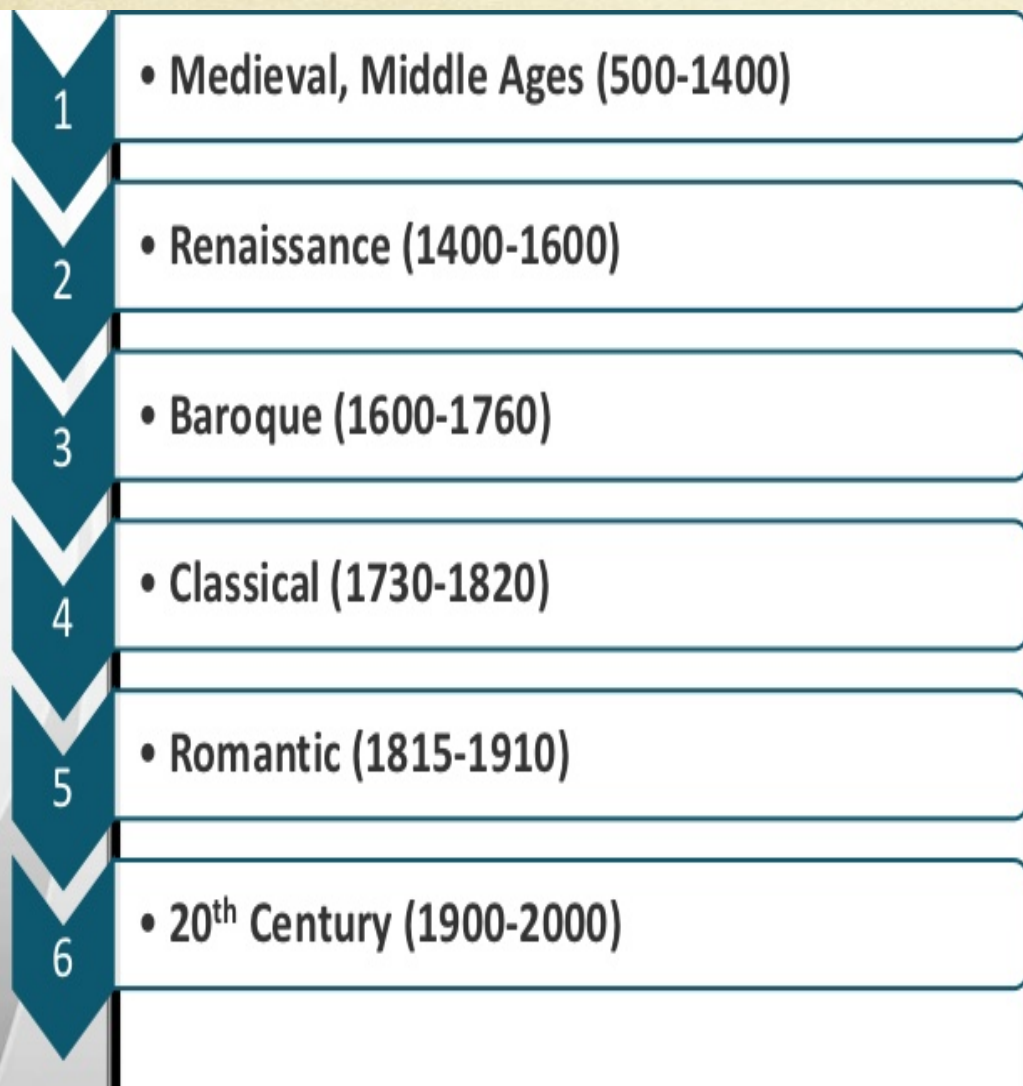 1
• Medieval, Middle Ages (500-1400)
2
• Renaissance (1400-1600)
3
• Baroque (1600-1760)
4
• Classical (1730-1820)
5
• Romantic (1815-1910)
6
• 20th Century (1900-2000)